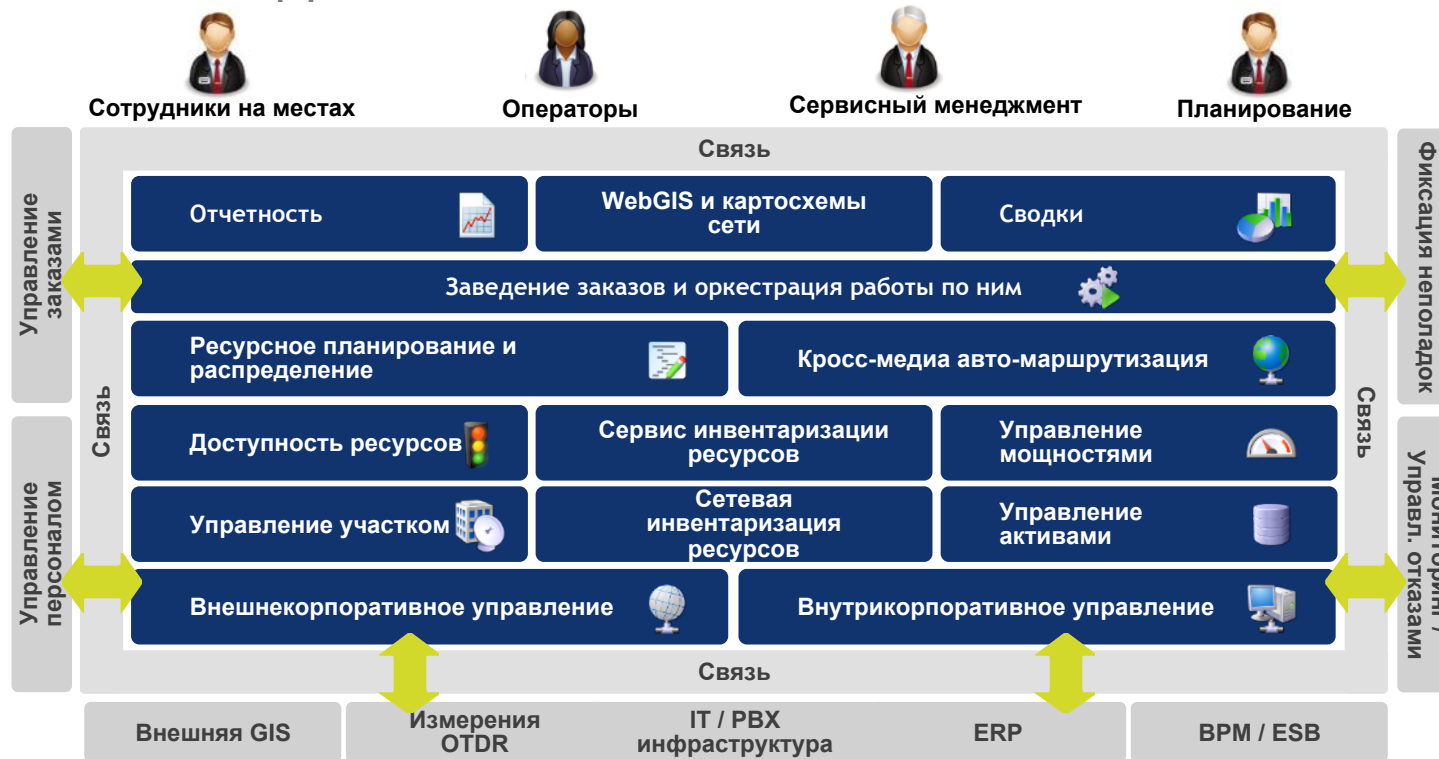 Сотрудники на местах
Операторы
Сервисный менеджмент
Планирование
Связь
Управление
заказами
Фиксация неполадок
Отчетность
WebGIS и картосхемы
сети
Сводки
Заведение заказов и оркестрация работы по ним
Ресурсное планирование и
распределение
Кросс-медиа авто-маршрутизация
Связь
Связь
Доступность ресурсов
Сервис инвентаризации
ресурсов
Управление
мощностями
Управление
персоналом
Мониторинг /
Управл. отказами
Управление участком
Сетевая
инвентаризация
ресурсов
Управление
активами
Внешнекорпоративное управление
Внутрикорпоративное управление
Связь
Внешняя GIS
Измерения
OTDR
IT / PBX
инфраструктура
ERP
BPM / ESB